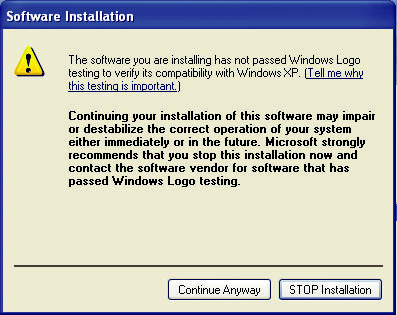 Software Installation
The software you are installing has not passed Windows Logo
testing to verify its compatibility with Windows XP. (Tell me why
this testing is important.)
Continuing your installation of this software may impair
or destabilize the correct operation of your system
either immediately or in the future. Microsoft strongly
recommends that you stop this installation now and
contact the software vendor for software that has
passed Windows Logo testing.
Continue Anyway
STOP Installation